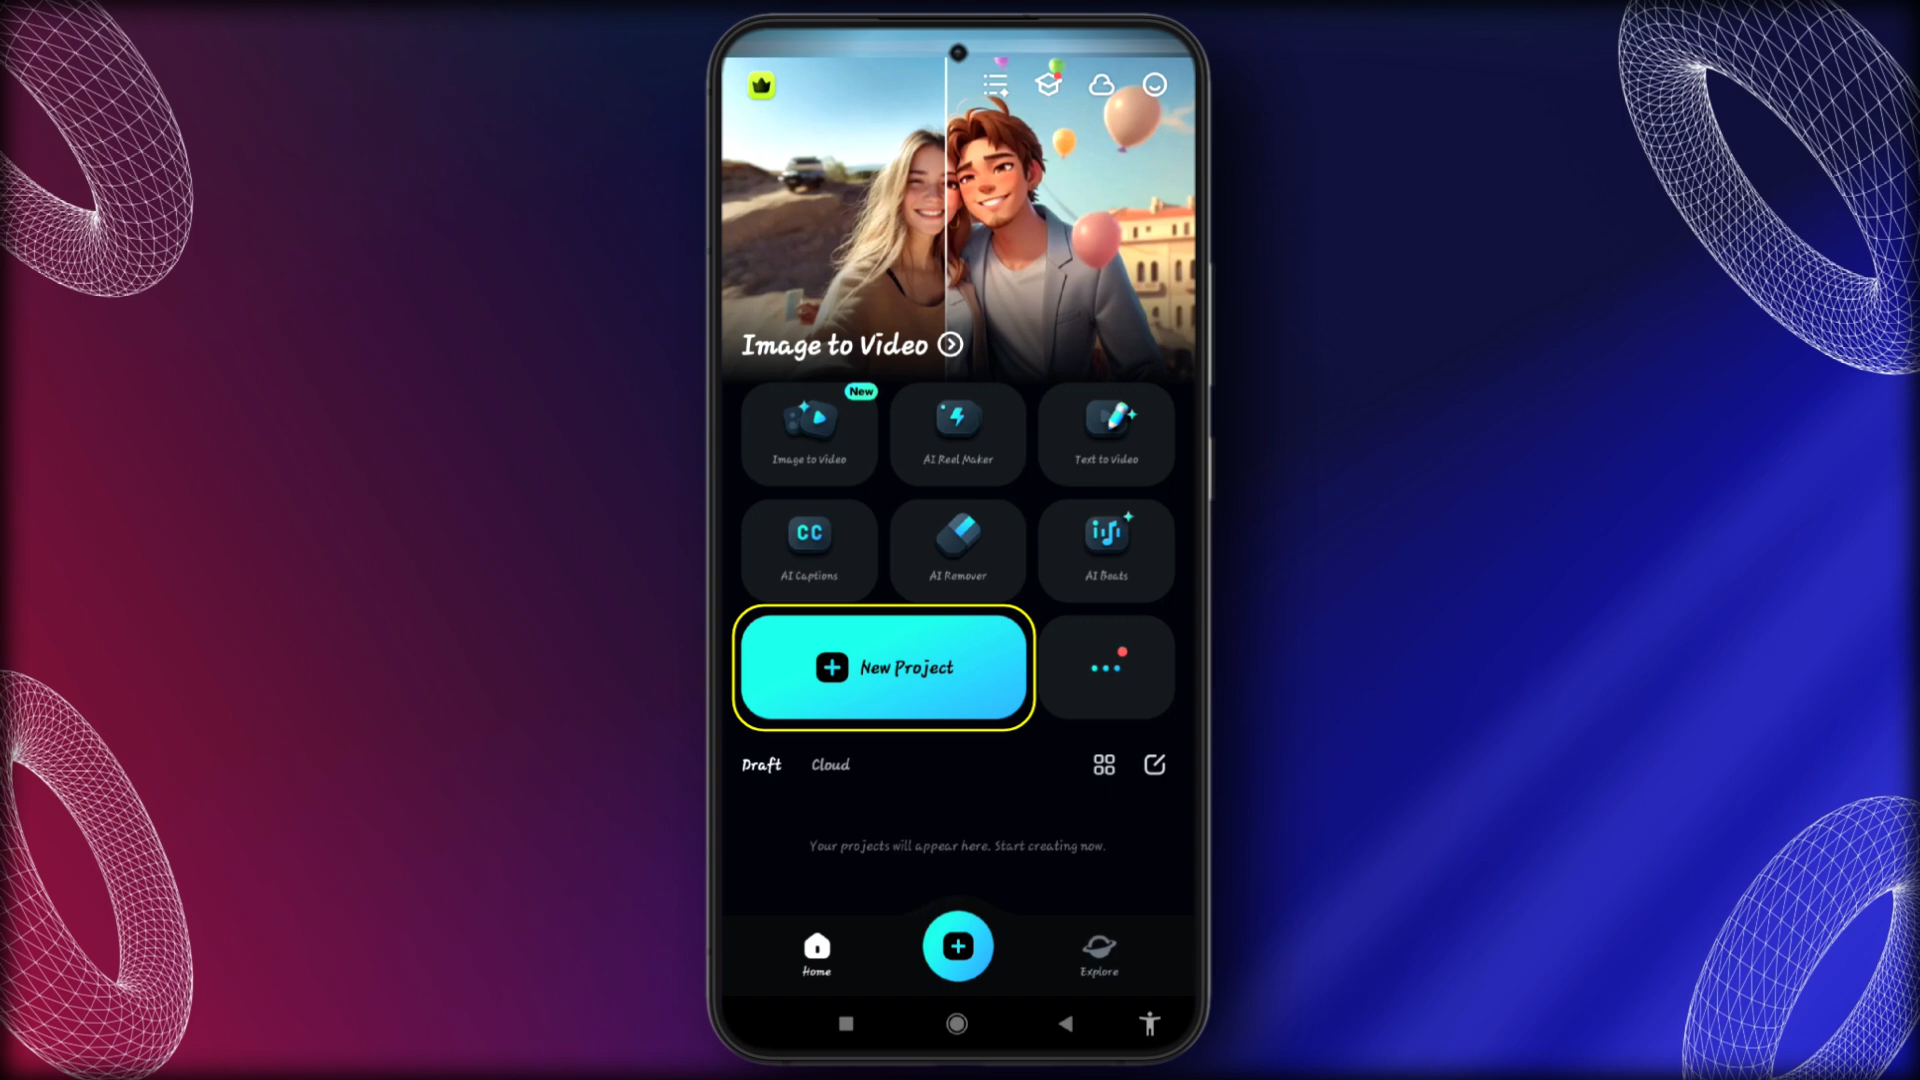 Image to Video
New
Image to Video
AI Reel Maker
Text to Video
CC
AI Captions
AI Remover
AI Beats
New Project
Draft
Cloud
Your projects will appear here. Start creating now.
Home
Explore